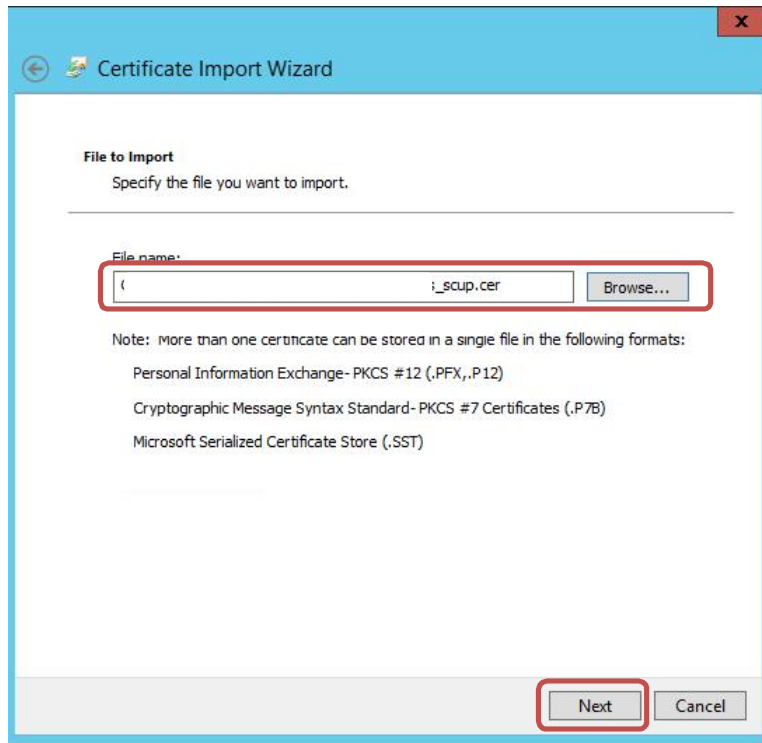 x
Certificate Import Wizard
File to Import
Specify the file you want to import.
File name:
s_scup.cer
Browse...
Note: More than one certificate can be stored in a single file in the following formats:
Personal Information Exchange- PKCS #12 (.PFX,.P12)
Cryptographic Message Syntax Standard- PKCS #7 Certificates (.P7B)
Microsoft Serialized Certificate Store (.SST)
Next
Cancel